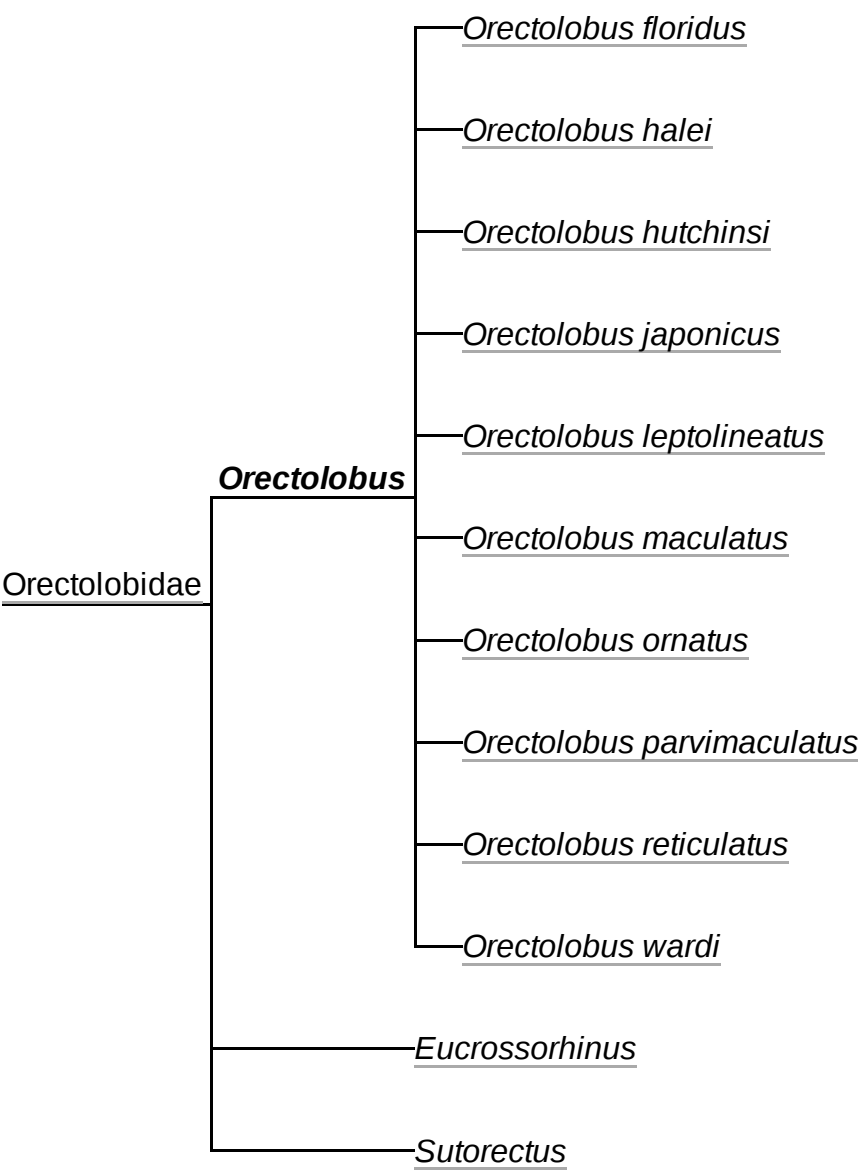 Orectolobus floridus
Orectolobus halei
Orectolobus hutchinsi
Orectolobus japonicus
Orectolobus leptolineatus
Orectolobus
Orectolobus maculatus
Orectolobidae
Orectolobus ornatus
Orectolobus parvimaculatus
Orectolobus reticulatus
Orectolobus wardi
Eucrossorhinus
Sutorectus